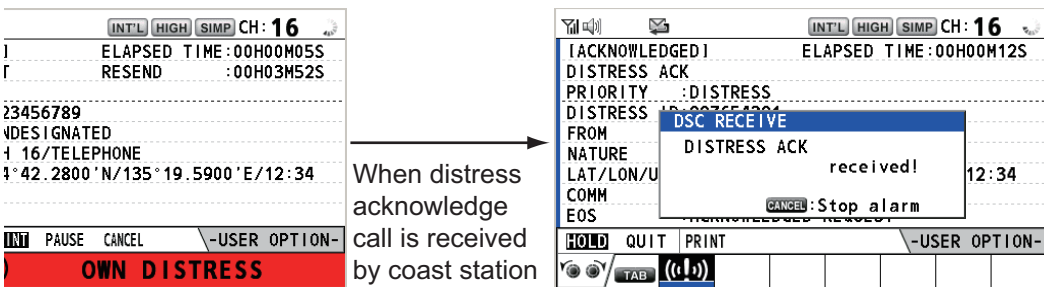 INT'L HIGH SIMP CH: 16
ELAPSED TIME:00H00M05S
RESEND :00H03M52S
23456789
NDESIGNATED
16/TELEPHONE
4°42.2800'N/135°19.5900'E/12:34
PAUSE CANCEL -USER OPTION-
OWN DISTRESS
When distress
acknowledge
call is received
by coast station
INT'L HIGH SIMP CH: 16
[ACKNOWLEDGED] ELAPSED TIME:00H00M12S
DISTRESS ACK
PRIORITY :DISTRESS
DISTRESS
FROM
NATURE
LAT/LON/U 12:34
COMM
EOS
DSC RECEIVE
DISTRESS ACK
received!
CANCEL :Stop alarm
HOLD QUIT PRINT -USER OPTION-
TAB